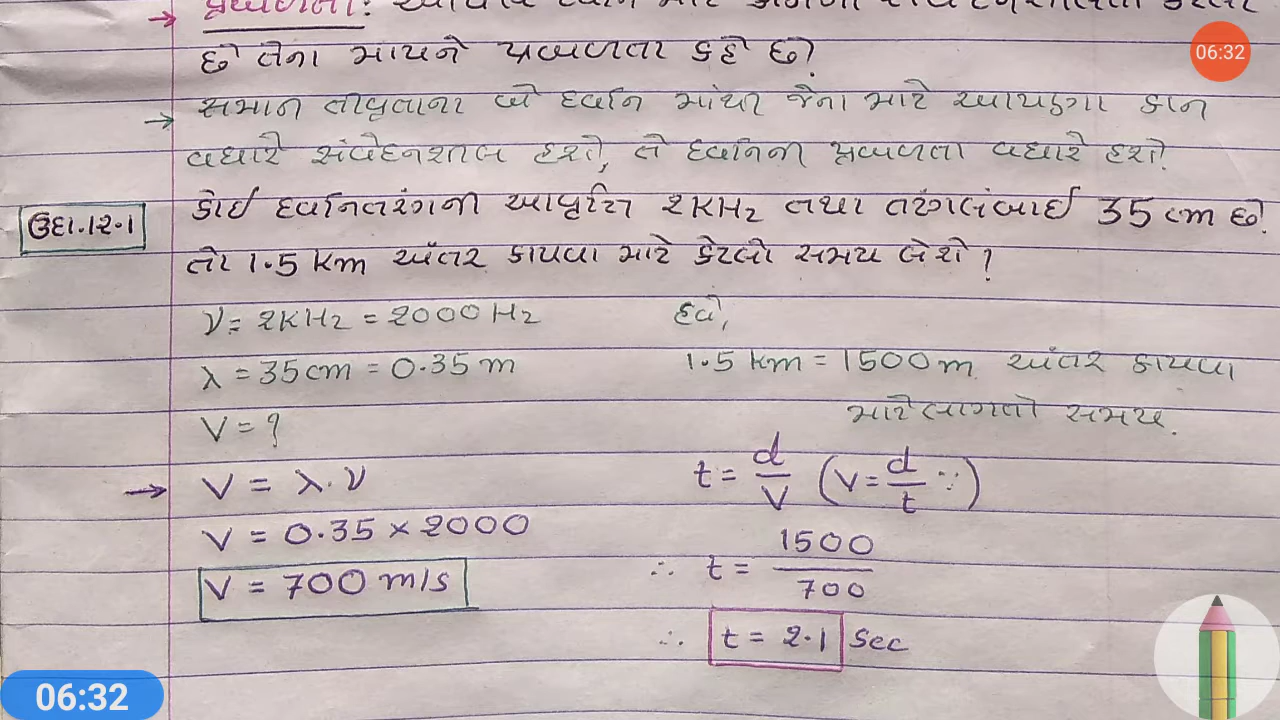 છે તેના માપને પ્રબળતા કહે છે.
→ સમાન તીવ્રતાના બે ધ્વનિ માંથી જેના માટે આપણા કાન
વધારે સંવેદનશીલ હશે, તે ધ્વનિની પ્રબળતા વધારે હશે.
ઉદા.12.1 કોઈ ધ્વનિતરંગની આવૃત્તિ 2KHz તથા તરંગલંબાઈ 35 cm છે.
તો 1.5 Km અંતર કાપવા માટે કેટલો સમય લેશે ?
ν = 2KHz = 2000 Hz
λ = 35 cm = 0.35 m
V = ?
→ V = λ.ν
V = 0.35 × 2000
V = 700 m/s
હવે,
1.5 Km = 1500 m અંતર કાપવા
માટે લાગતો સમય.
t = d/V (V = d/t ∵)
∴ t = 1500/700
∴ t = 2.1 Sec
06:32
06:32